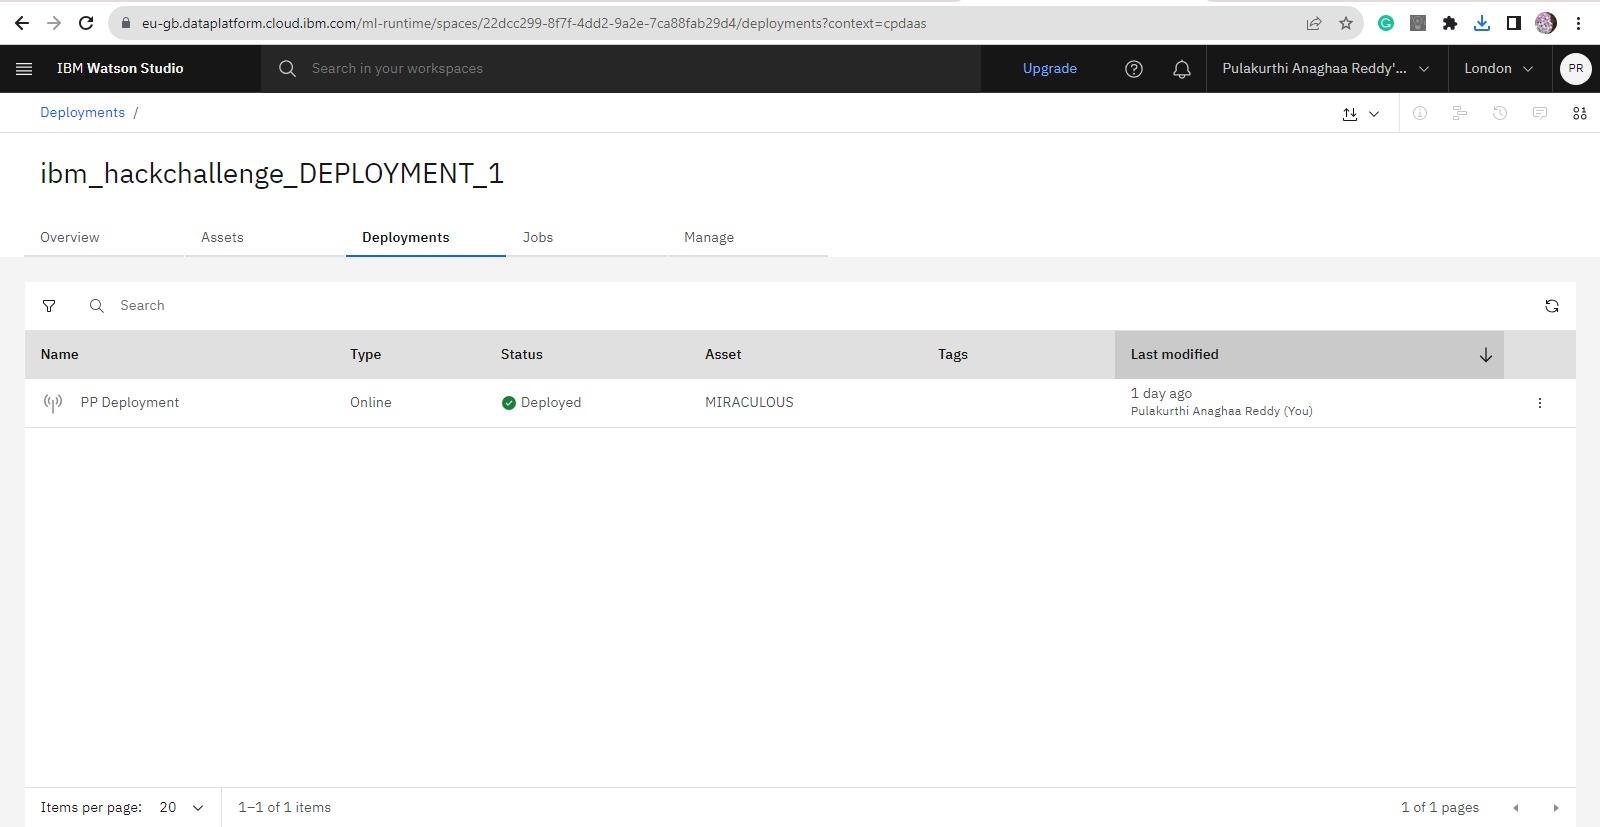 eu-gb.dataplatform.cloud.ibm.com/ml-runtime/spaces/22dcc299-8f7f-4dd2-9a2e-7ca88fab29d4/deployments?context=cpdaas
IBM Watson Studio
Search in your workspaces
Upgrade
Pulakurthi Anaghaa Reddy'...
London
PR
Deployments /
ibm_hackchallenge_DEPLOYMENT_1
Overview Assets Deployments Jobs Manage
Search
Name Type Status Asset Tags Last modified
PP Deployment Online Deployed MIRACULOUS 1 day ago
Pulakurthi Anaghaa Reddy (You)
Items per page: 20 1–1 of 1 items 1 of 1 pages